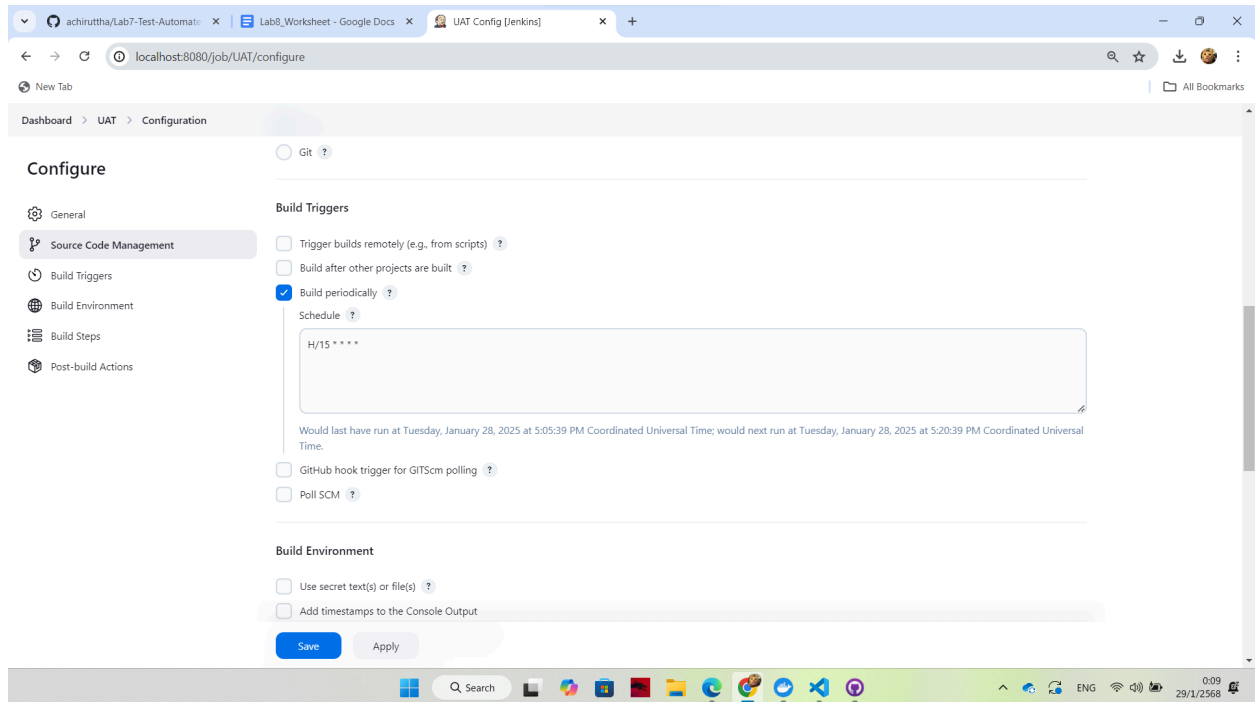 achiruttha/Lab7-Test-Automate
Lab8_Worksheet - Google Docs
UAT Config [Jenkins]
localhost:8080/job/UAT/configure
New Tab
All Bookmarks
Dashboard > UAT > Configuration
Configure
General
Source Code Management
Build Triggers
Build Environment
Build Steps
Post-build Actions
Git ?
Build Triggers
Trigger builds remotely (e.g., from scripts) ?
Build after other projects are built ?
Build periodically ?
Schedule ?
H/15 * * * *
Would last have run at Tuesday, January 28, 2025 at 5:05:39 PM Coordinated Universal Time; would next run at Tuesday, January 28, 2025 at 5:20:39 PM Coordinated Universal
Time.
GitHub hook trigger for GITScm polling ?
Poll SCM ?
Build Environment
Use secret text(s) or file(s) ?
Add timestamps to the Console Output
Save
Apply
Search
ENG
0:09
29/1/2568